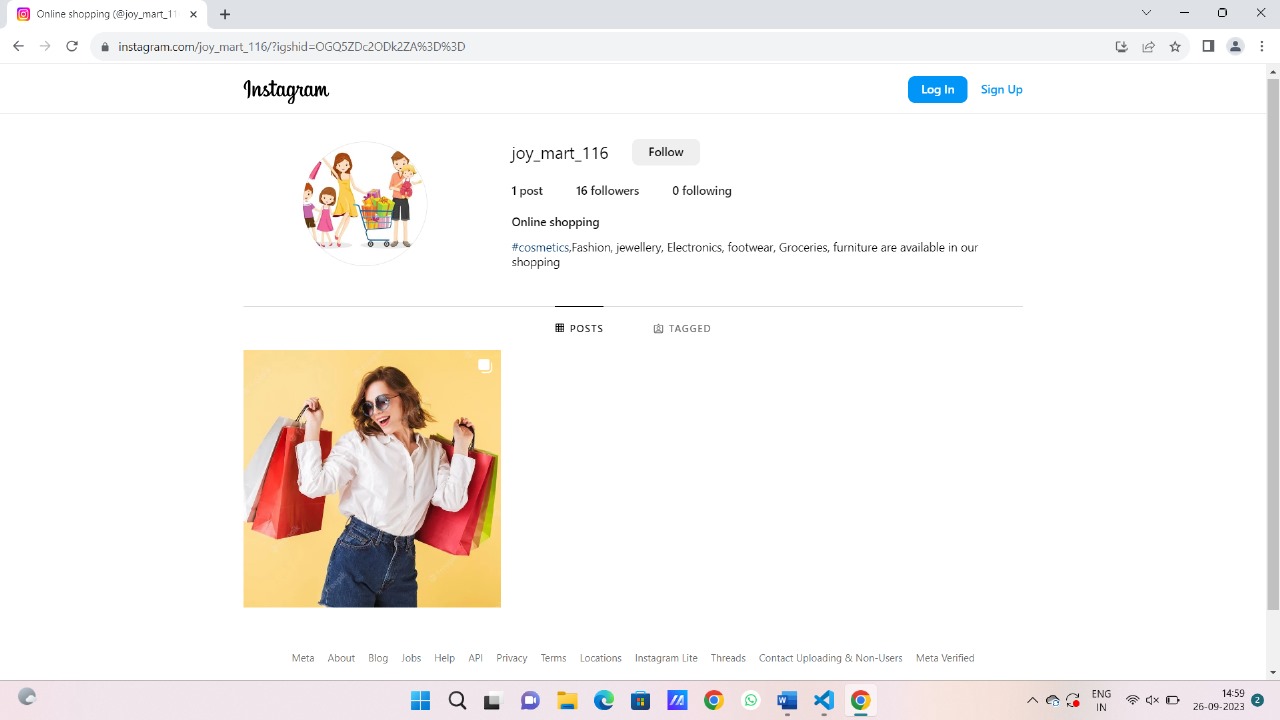 Online shopping (@joy_mart_11
instagram.com/joy_mart_116/?igshid=OGQ5ZDc2ODk2ZA%3D%3D
Instagram
Log In
Sign Up
joy_mart_116
Follow
1 post
16 followers
0 following
Online shopping
#cosmetics,Fashion, jewellery, Electronics, footwear, Groceries, furniture are available in our
shopping
POSTS
TAGGED
Meta About Blog Jobs Help API Privacy Terms Locations Instagram Lite Threads Contact Uploading & Non-Users Meta Verified
ENG
IN
14:59
26-09-2023
2